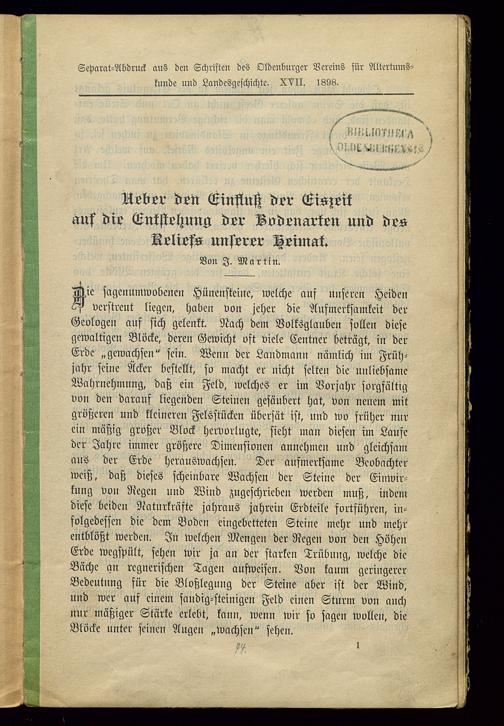 Separat-Abdruck aus den Schriften des Oldenburger Vereins für Altertums-
kunde und Landesgeschichte. XVII. 1898.
BIBLIOTHECA
OLDENBURGENSIS
Ueber den Einfluß der Eiszeit
auf die Entstehung der Bodenarten und des
Reliefs unserer Heimat.
Von J. Martin.
Die sagenumwobenen Hünensteine, welche auf unseren Heiden
verstreut liegen, haben von jeher die Aufmerksamkeit der
Geologen auf sich gelenkt. Nach dem Volksglauben sollen diese
gewaltigen Blöcke, deren Gewicht oft viele Centner beträgt, in der
Erde „gewachsen“ sein. Wenn der Landmann nämlich im Früh-
jahr seine Äcker bestellt, so macht er nicht selten die unliebsame
Wahrnehmung, daß ein Feld, welches er im Vorjahr sorgfältig
von den darauf liegenden Steinen gesäubert hat, von neuem mit
größeren und kleineren Felsstücken übersät ist, und wo früher nur
ein mäßig großer Block hervorlugte, sieht man diesen im Laufe
der Jahre immer größere Dimensionen annehmen und gleichsam
aus der Erde herauswachsen. Der aufmerksame Beobachter
weiß, daß dieses scheinbare Wachsen der Steine der Einwir-
kung von Regen und Wind zugeschrieben werden muß, indem
diese beiden Naturkräfte jahraus jahrein Erdteile fortführen, in-
folgedessen die dem Boden eingebetteten Steine mehr und mehr
entblößt werden. In welchen Mengen der Regen von den Höhen
Erde wegspült, sehen wir ja an der starken Trübung, welche die
Bäche an regnerischen Tagen aufweisen. Von kaum geringerer
Bedeutung für die Bloßlegung der Steine aber ist der Wind,
und wer auf einem sandig-steinigen Feld einen Sturm von auch
nur mäßiger Stärke erlebt, kann, wenn wir so sagen wollen, die
Blöcke unter seinen Augen „wachsen“ sehen.
1